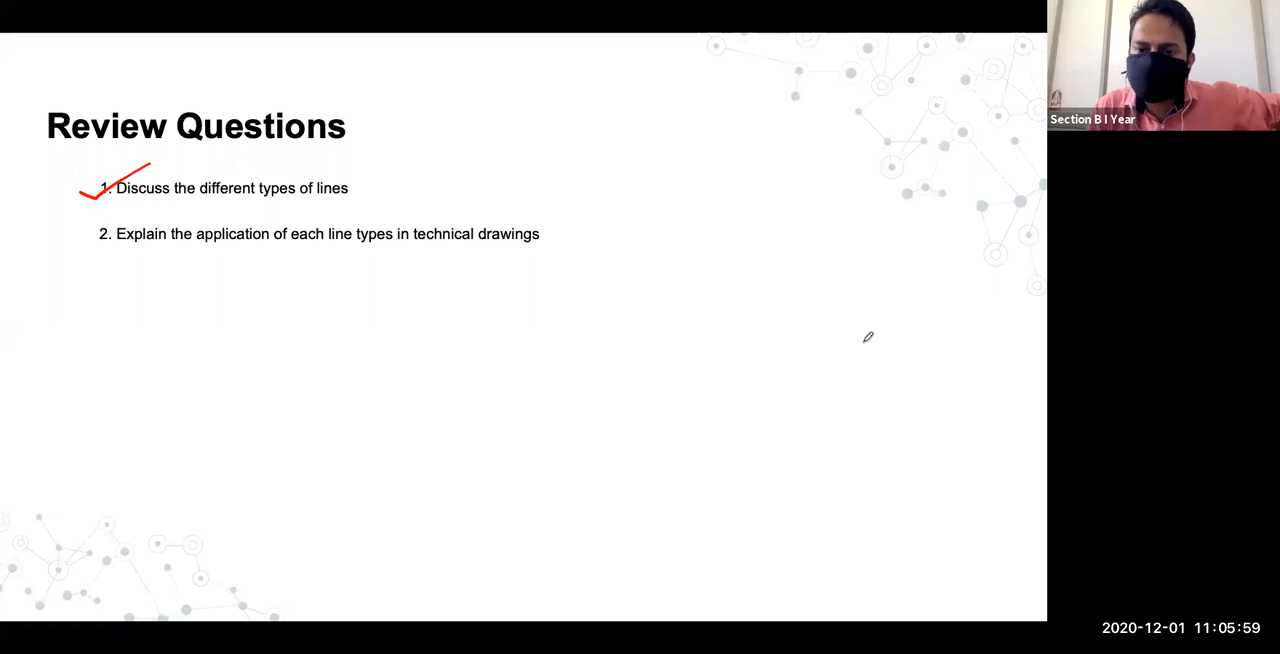 Review Questions
1. Discuss the different types of lines
2. Explain the application of each line types in technical drawings
Section B I Year
2020-12-01 11:05:59